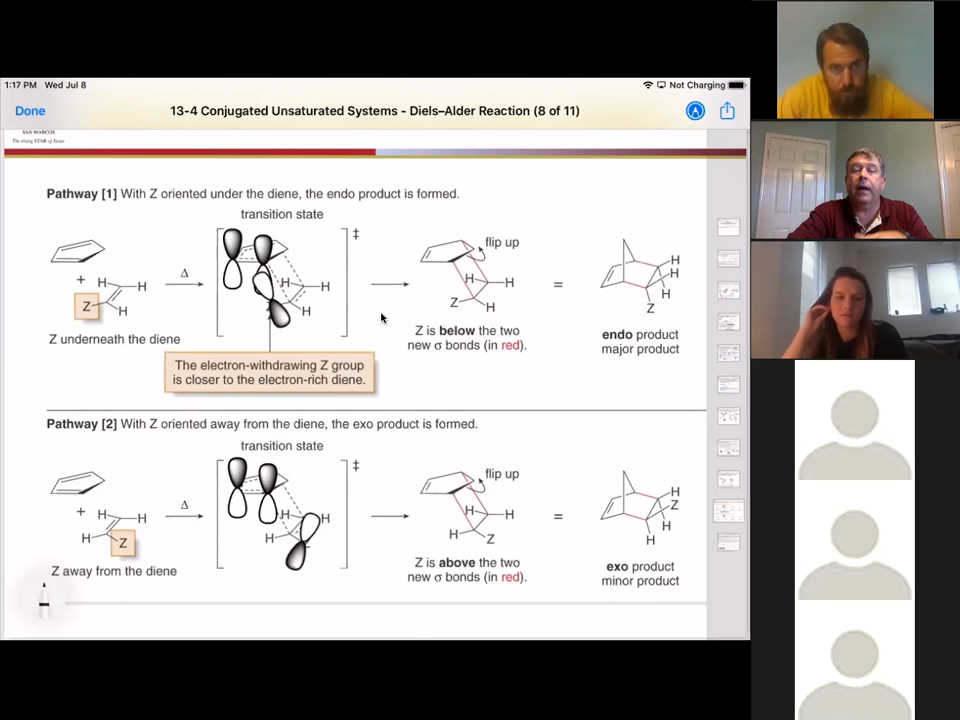 1:17 PM Wed Jul 8
Not Charging
Done
13-4 Conjugated Unsaturated Systems - Diels–Alder Reaction (8 of 11)
SAN MARCOS
The rising STAR of Texas
Pathway [1] With Z oriented under the diene, the endo product is formed.
transition state
‡
flip up
+
H
H
Z
H
Δ
H
H
H
H
H
Z
H
=
H
H
Z
Z underneath the diene
Z is below the two
new σ bonds (in red).
endo product
major product
The electron-withdrawing Z group
is closer to the electron-rich diene.
Pathway [2] With Z oriented away from the diene, the exo product is formed.
transition state
‡
flip up
+
H
H
H
Z
Δ
H
H
H
H
H
H
Z
=
H
Z
H
Z away from the diene
Z is above the two
new σ bonds (in red).
exo product
minor product